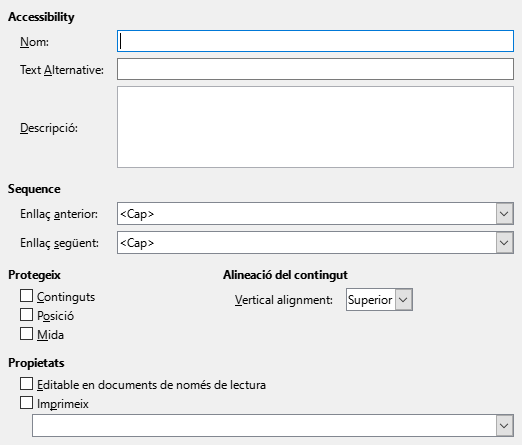 Accessibility
Nom:
Text Alternative:
Descripció:
Sequence
Enllaç anterior: <Cap>
Enllaç següent: <Cap>
Protegeix Alineació del contingut
Continguts Vertical alignment: Superior
Posició
Mida
Propietats
Editable en documents de només de lectura
Imprimeix